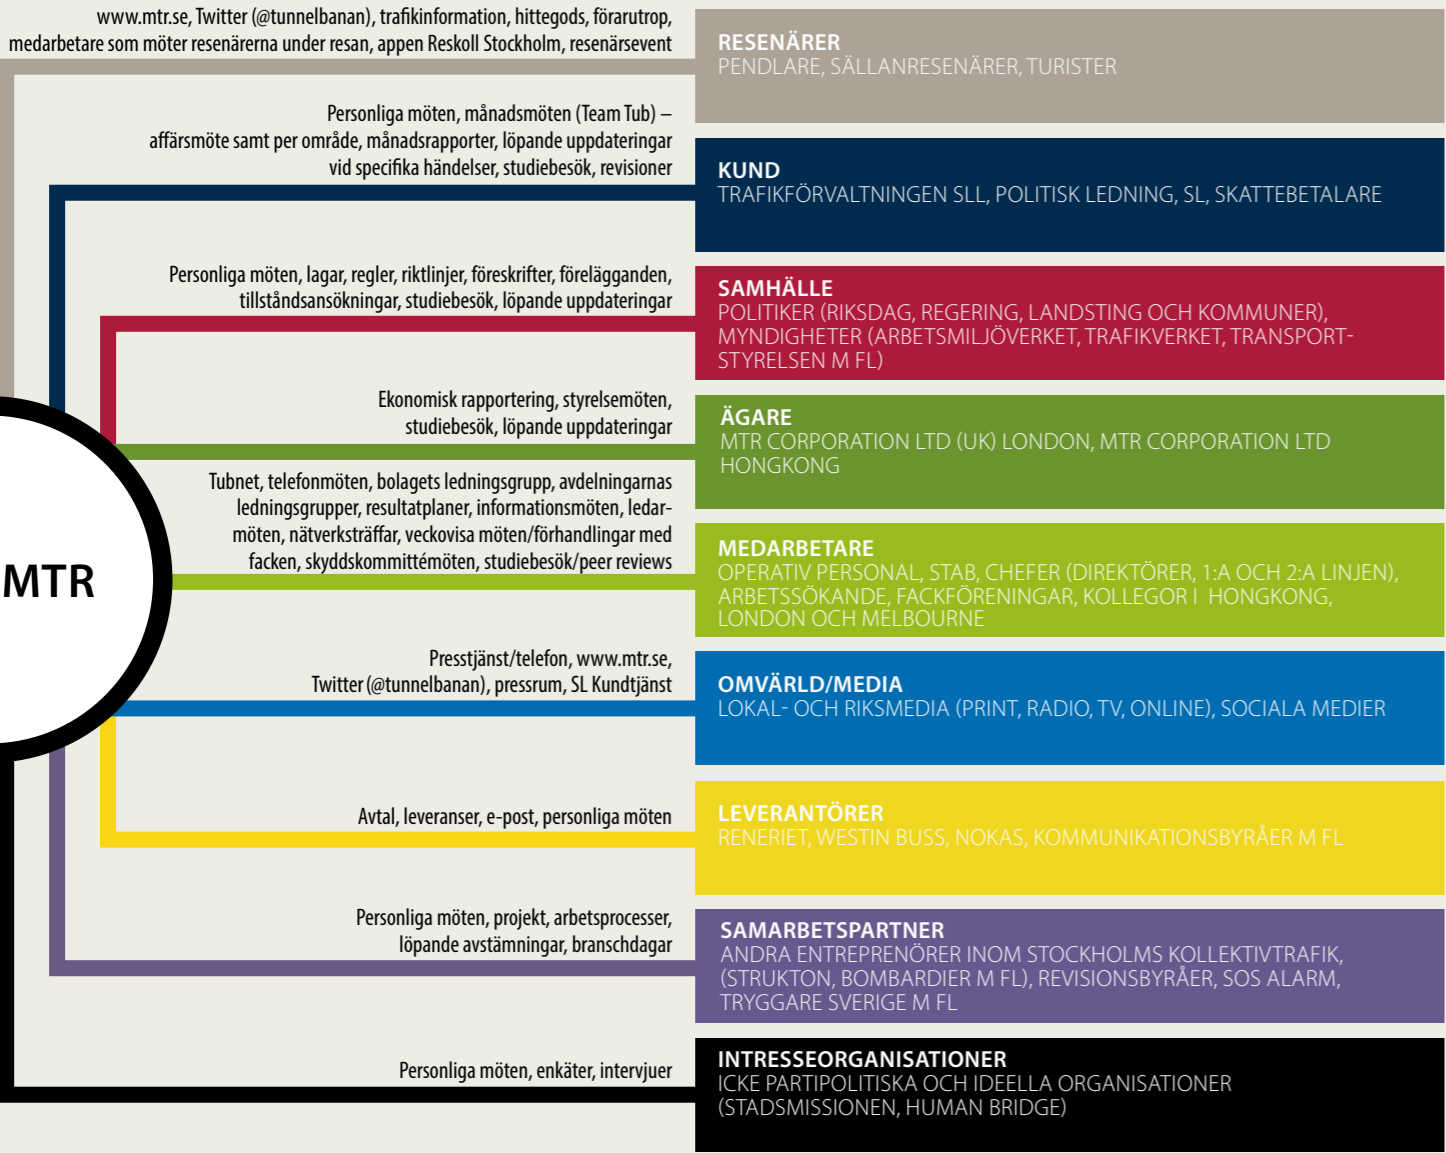 www.mtr.se, Twitter (@tunnelbanan), trafikinformation, hittegods, förarutrop,
medarbetare som möter resenärerna under resan, appen Reskoll Stockholm, resenärsevent
RESENÄRER
PENDLARE, SÄLLANRESENÄRER, TURISTER
Personliga möten, månadsmöten (Team Tub) –
affärsmöte samt per område, månadsrapporter, löpande uppdateringar
vid specifika händelser, studiebesök, revisioner
KUND
TRAFIKFÖRVALTNINGEN SLL, POLITISK LEDNING, SL, SKATTEBETALARE
Personliga möten, lagar, regler, riktlinjer, föreskrifter, förelägganden,
tillståndsansökningar, studiebesök, löpande uppdateringar
SAMHÄLLE
POLITIKER (RIKSDAG, REGERING, LANDSTING OCH KOMMUNER),
MYNDIGHETER (ARBETSMILJÖVERKET, TRAFIKVERKET, TRANSPORT-
STYRELSEN M FL)
Ekonomisk rapportering, styrelsemöten,
studiebesök, löpande uppdateringar
ÄGARE
MTR CORPORATION LTD (UK) LONDON, MTR CORPORATION LTD
HONGKONG
Tubnet, telefonmöten, bolagets ledningsgrupp, avdelningarnas
ledningsgrupper, resultatplaner, informationsmöten, ledar-
möten, nätverksträffar, veckovisa möten/förhandlingar med
facken, skyddskommittémöten, studiebesök/peer reviews
MEDARBETARE
OPERATIV PERSONAL, STAB, CHEFER (DIREKTÖRER, 1:A OCH 2:A LINJEN),
ARBETSSÖKANDE, FACKFÖRENINGAR, KOLLEGOR I HONGKONG,
LONDON OCH MELBOURNE
MTR
Presstjänst/telefon, www.mtr.se,
Twitter (@tunnelbanan), pressrum, SL Kundtjänst
OMVÄRLD/MEDIA
LOKAL- OCH RIKSMEDIA (PRINT, RADIO, TV, ONLINE), SOCIALA MEDIER
Avtal, leveranser, e-post, personliga möten
LEVERANTÖRER
RENERIET, WESTIN BUSS, NOKAS, KOMMUNIKATIONSBYRÅER M FL
Personliga möten, projekt, arbetsprocesser,
löpande avstämningar, branschdagar
SAMARBETSPARTNER
ANDRA ENTREPRENÖRER INOM STOCKHOLMS KOLLEKTIVTRAFIK,
(STRUKTON, BOMBARDIER M FL), REVISIONSBYRÅER, SOS ALARM,
TRYGGARE SVERIGE M FL
Personliga möten, enkäter, intervjuer
INTRESSEORGANISATIONER
ICKE PARTIPOLITISKA OCH IDEELLA ORGANISATIONER
(STADSMISSIONEN, HUMAN BRIDGE)